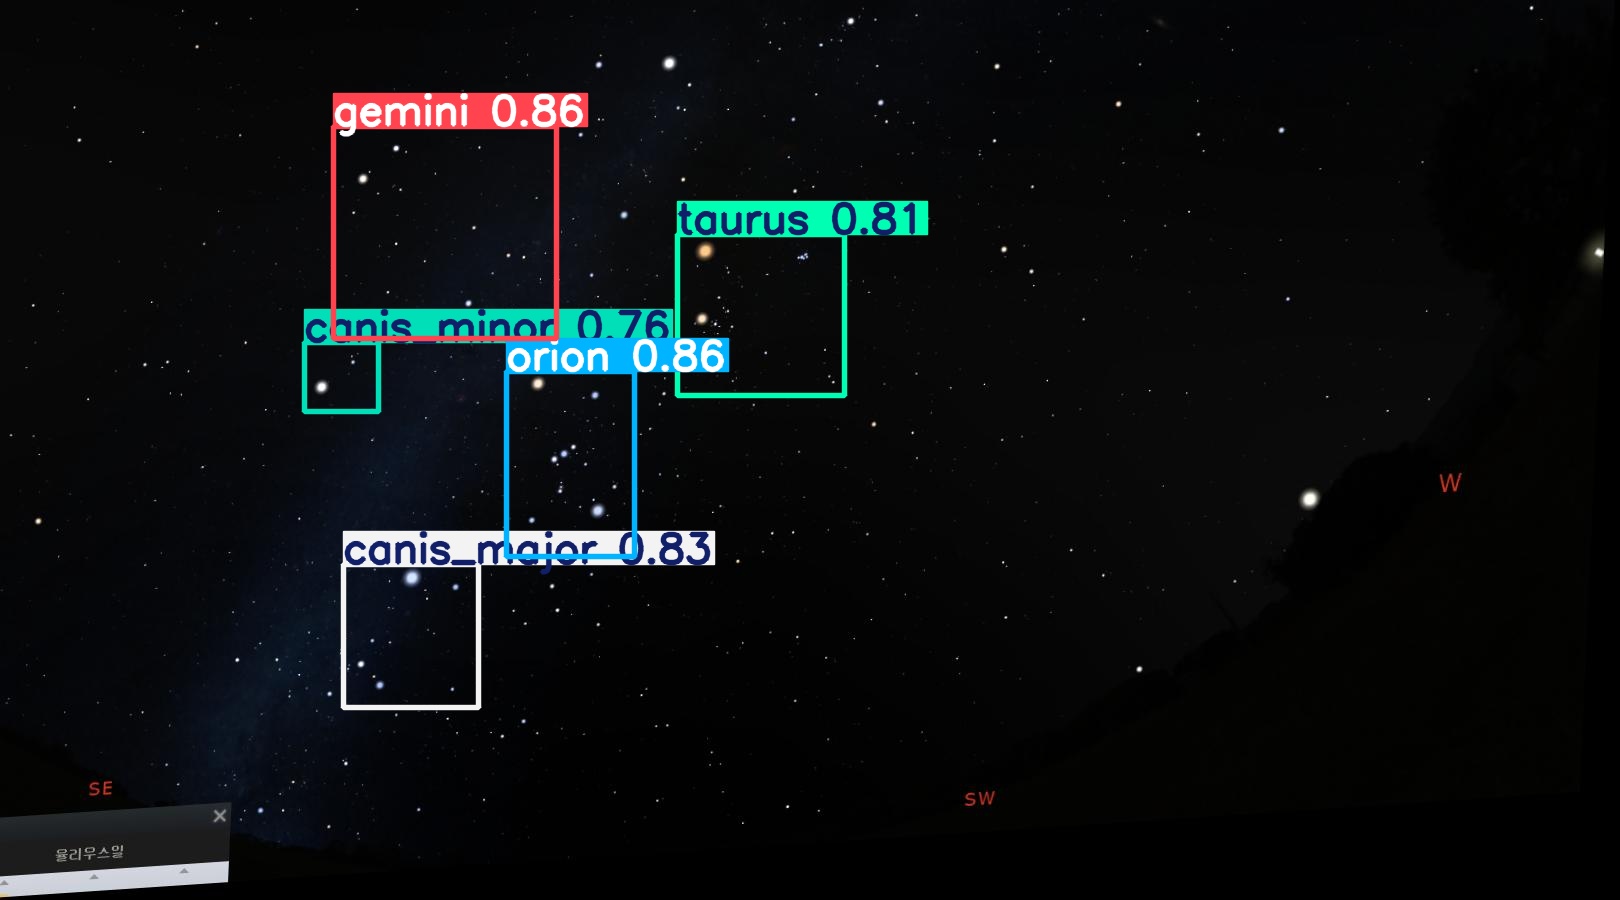 gemini 0.86
taurus 0.81
canis_minor 0.76
orion 0.86
canis_major 0.83
W
SE
SW
율리우스일